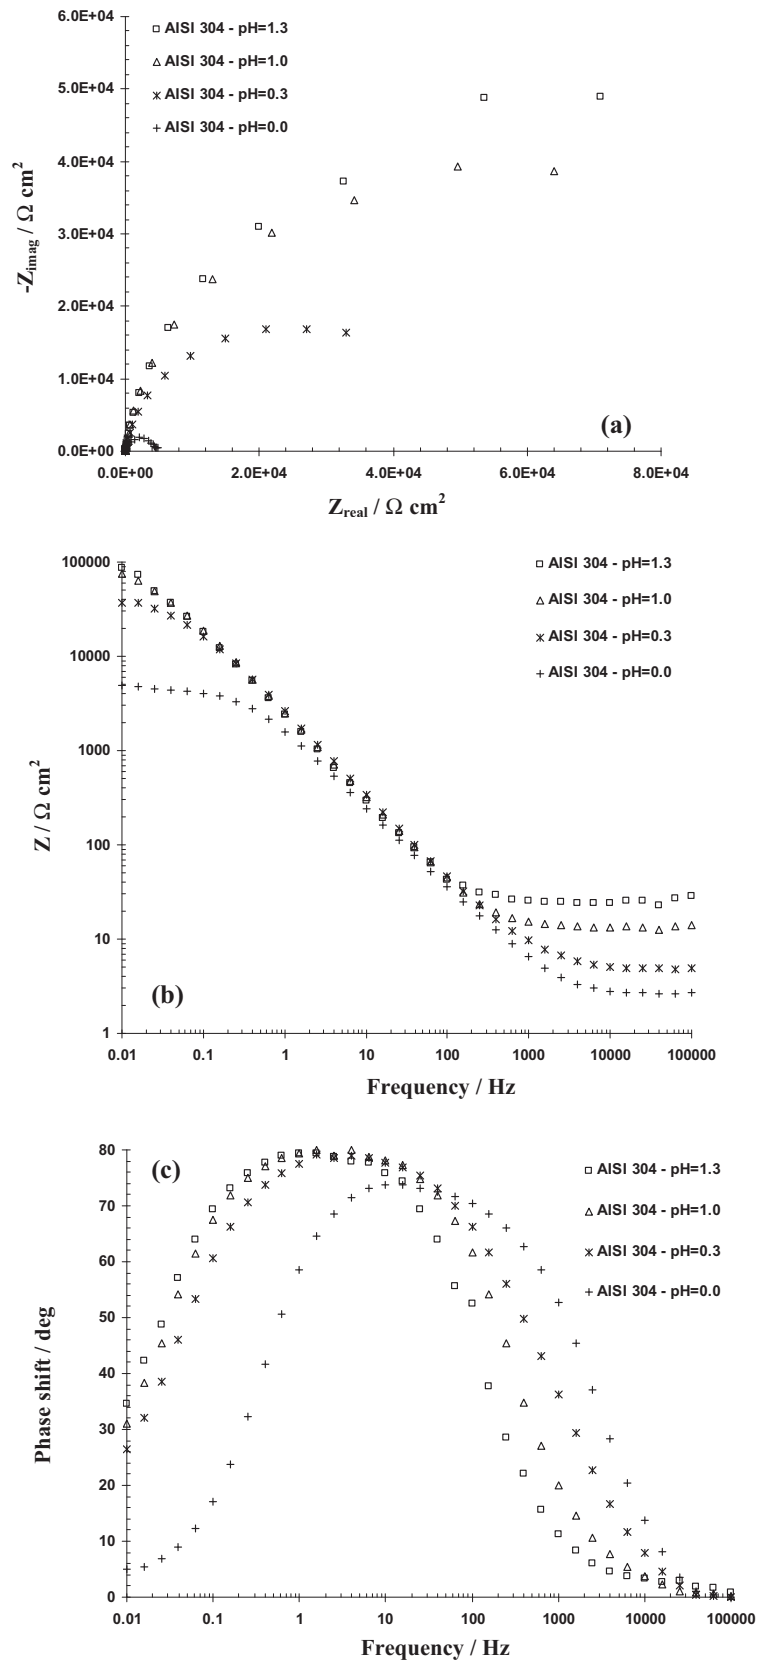 6.0E+04
AISI 304 - pH=1.3
AISI 304 - pH=1.0
AISI 304 - pH=0.3
AISI 304 - pH=0.0
5.0E+04
4.0E+04
-Zimag / Ω cm2
3.0E+04
2.0E+04
1.0E+04
(a)
0.0E+00
0.0E+00 2.0E+04 4.0E+04 6.0E+04 8.0E+04
Zreal / Ω cm2
100000
AISI 304 - pH=1.3
AISI 304 - pH=1.0
AISI 304 - pH=0.3
AISI 304 - pH=0.0
10000
1000
Z / Ω cm2
100
10
(b)
1
0.01 0.1 1 10 100 1000 10000 100000
Frequency / Hz
80
(c)
AISI 304 - pH=1.3
AISI 304 - pH=1.0
AISI 304 - pH=0.3
AISI 304 - pH=0.0
70
60
50
40
Phase shift / deg
30
20
10
0
0.01 0.1 1 10 100 1000 10000 100000
Frequency / Hz